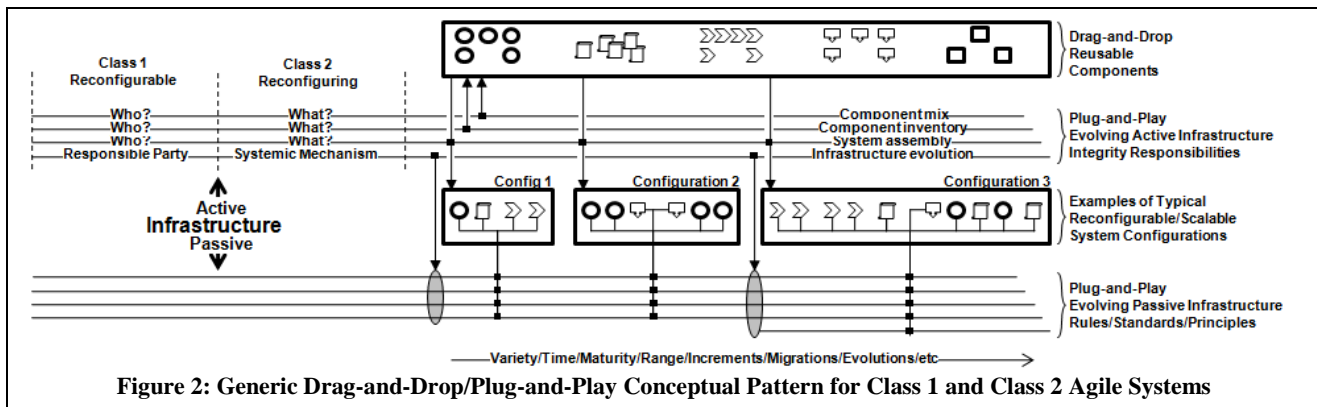 Drag-and-Drop
Reusable
Components
Class 1
Reconfigurable
Class 2
Reconfiguring
Who?
What?
Component mix
Who?
What?
Component inventory
Who?
What?
System assembly
Responsible Party
Systemic Mechanism
Infrastructure evolution
Plug-and-Play
Evolving Active Infrastructure
Integrity Responsibilities
Config 1
Configuration 2
Configuration 3
Active
Infrastructure
Passive
Examples of Typical
Reconfigurable/Scalable
System Configurations
Plug-and-Play
Evolving Passive Infrastructure
Rules/Standards/Principles
Variety/Time/Maturity/Range/Increments/Migrations/Evolutions/etc
Figure 2: Generic Drag-and-Drop/Plug-and-Play Conceptual Pattern for Class 1 and Class 2 Agile Systems